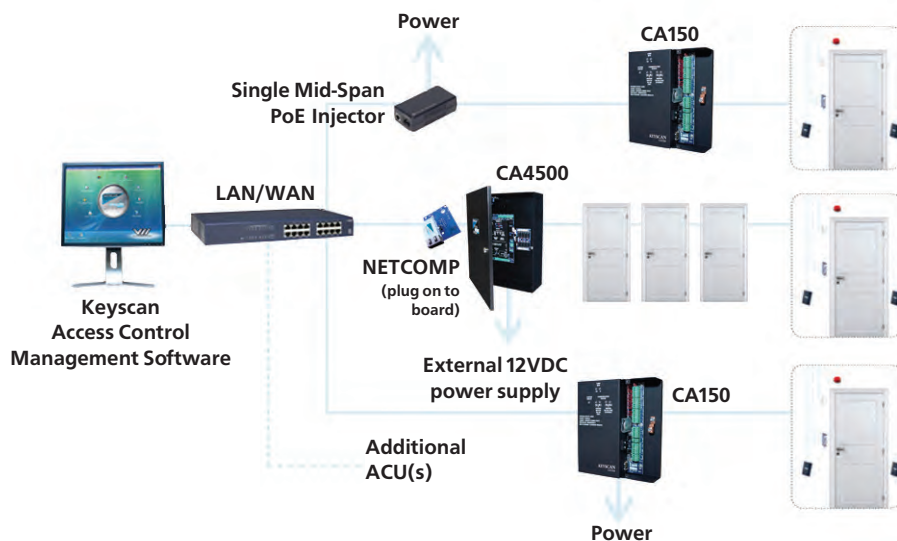 Power
CA150
Single Mid-Span
PoE Injector
LAN/WAN
CA4500
NETCOMP
(plug on to
board)
Keyscan
Access Control
Management Software
External 12VDC
power supply
CA150
Additional
ACU(s)
Power